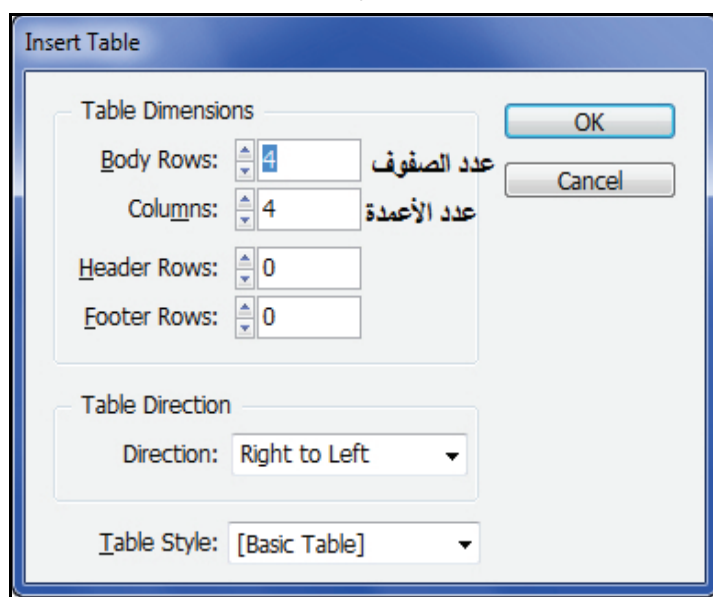 Insert Table
Table Dimensions
Body Rows: 4 عدد الصفوف
Columns: 4 عدد الأعمدة
Header Rows: 0
Footer Rows: 0
OK
Cancel
Table Direction
Direction: Right to Left
Table Style: [Basic Table]